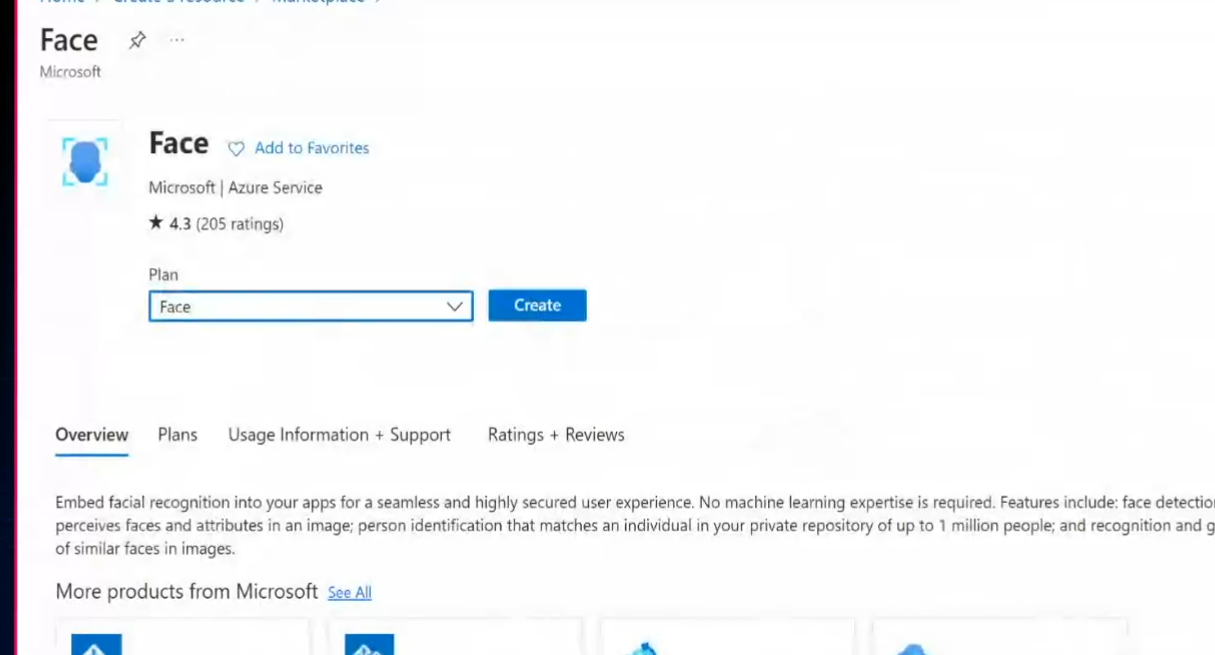 Home > Create a resource > Marketplace >
Face
Microsoft
Face Add to Favorites
Microsoft | Azure Service
★ 4.3 (205 ratings)
Plan
Face Create
Overview Plans Usage Information + Support Ratings + Reviews
Embed facial recognition into your apps for a seamless and highly secured user experience. No machine learning expertise is required. Features include: face
perceives faces and attributes in an image; person identification that matches an individual in your private repository of up to 1 million people; and recognition and
of similar faces in images.
More products from Microsoft See All